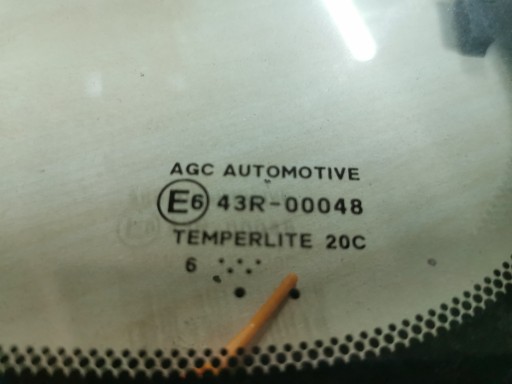 AGC AUTOMOTIVE
E6 43R-00048
TEMPERLITE 20C
6